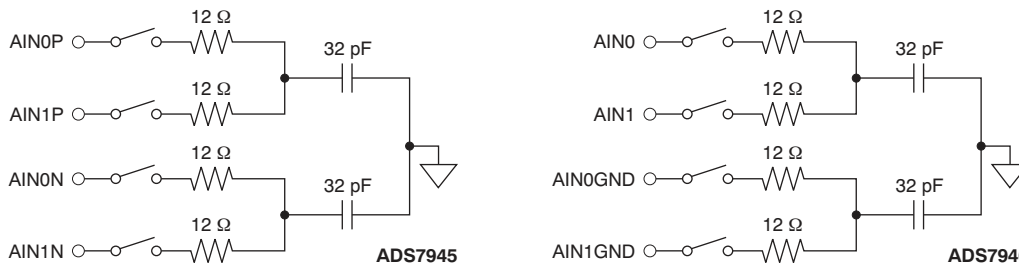 12 Ω
AIN0P
32 pF
12 Ω
AIN1P
12 Ω
AIN0N
32 pF
12 Ω
AIN1N
ADS7945
12 Ω
AIN0
32 pF
12 Ω
AIN1
12 Ω
AIN0GND
32 pF
12 Ω
AIN1GND
ADS794